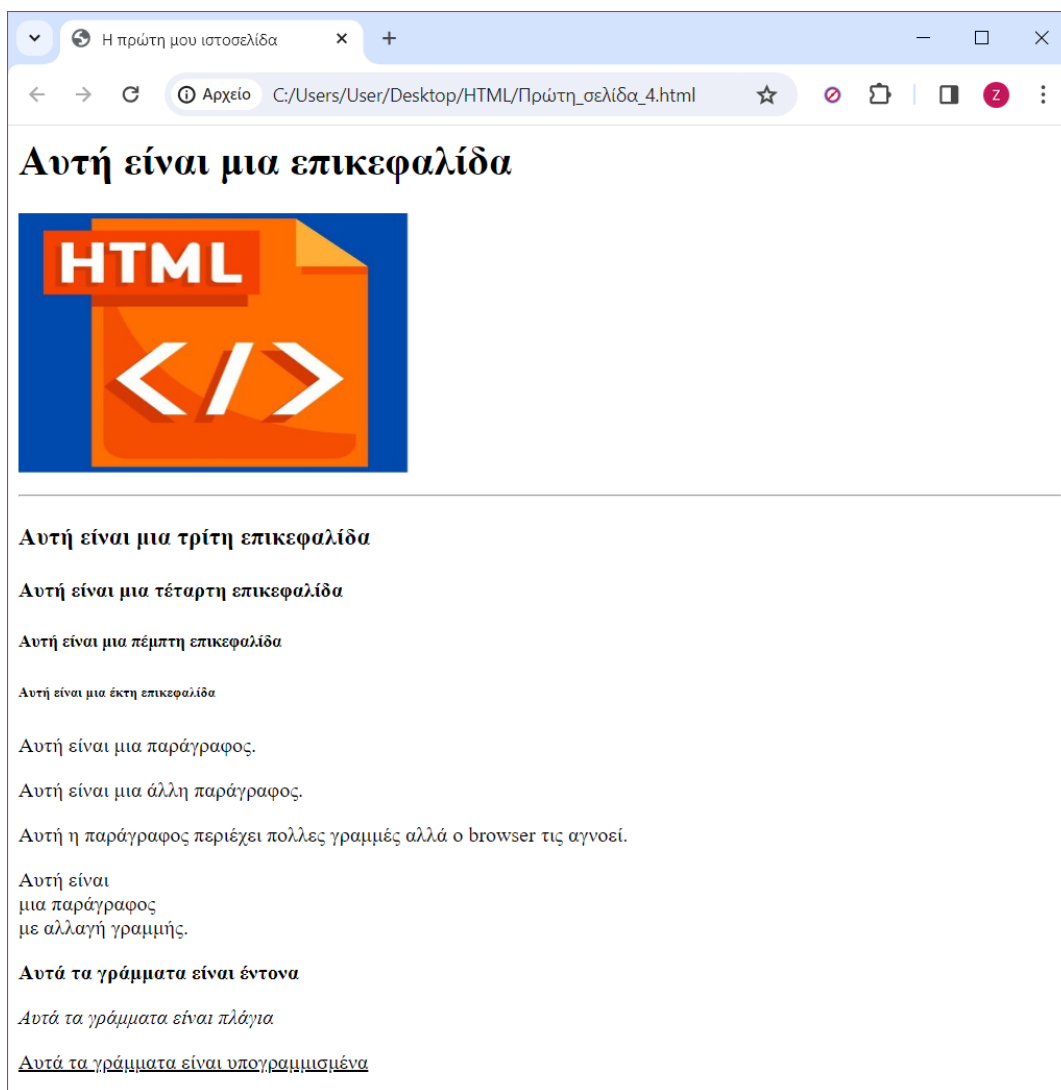 Η πρώτη μου ιστοσελίδα
Αρχείο C:/Users/User/Desktop/HTML/Πρώτη_σελίδα_4.html
Z
Αυτή είναι μια επικεφαλίδα
HTML
</>
Αυτή είναι μια τρίτη επικεφαλίδα
Αυτή είναι μια τέταρτη επικεφαλίδα
Αυτή είναι μια πέμπτη επικεφαλίδα
Αυτή είναι μια έκτη επικεφαλίδα
Αυτή είναι μια παράγραφος.
Αυτή είναι μια άλλη παράγραφος.
Αυτή η παράγραφος περιέχει πολλες γραμμές αλλά ο browser τις αγνοεί.
Αυτή είναι
μια παράγραφος
με αλλαγή γραμμής.
Αυτά τα γράμματα είναι έντονα
Αυτά τα γράμματα είναι πλάγια
Αυτά τα γράμματα είναι υπογραμμισμένα